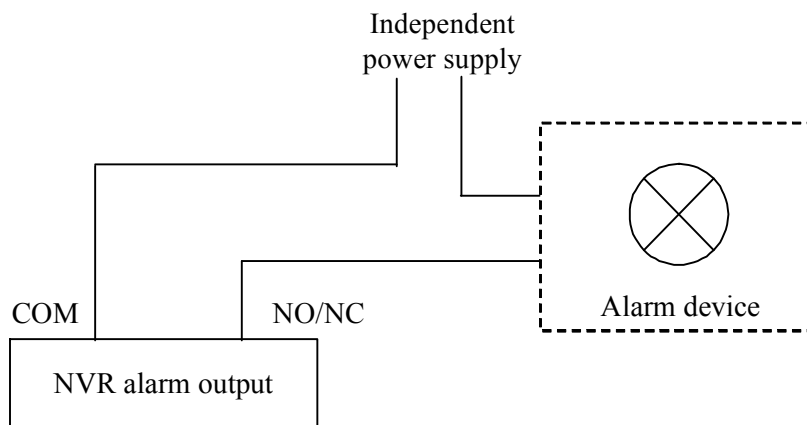 Independent
power supply
COM
NO/NC
Alarm device
NVR alarm output